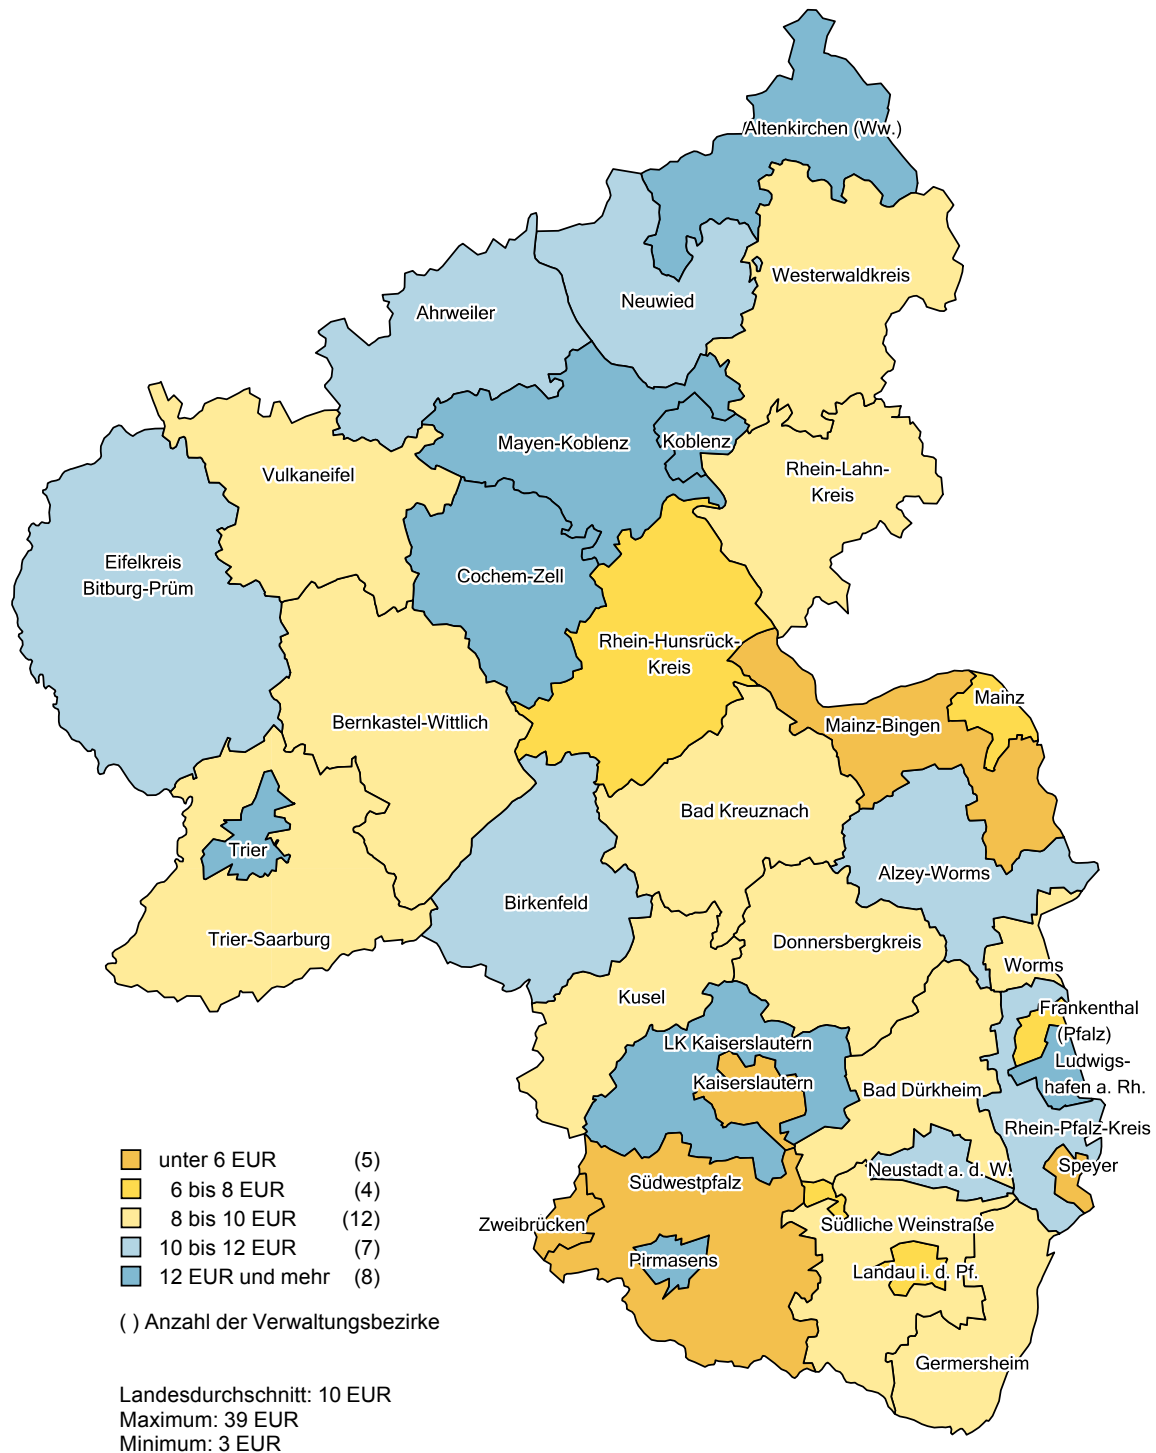 Altenkirchen (Ww.)
Westerwaldkreis
Neuwied
Ahrweiler
Mayen-Koblenz
Koblenz
Rhein-Lahn-
Kreis
Vulkaneifel
Eifelkreis
Bitburg-Prüm
Cochem-Zell
Rhein-Hunsrück-
Kreis
Mainz
Bernkastel-Wittlich
Mainz-Bingen
Bad Kreuznach
Trier
Alzey-Worms
Birkenfeld
Trier-Saarburg
Donnersbergkreis
Worms
Kusel
Frankenthal
(Pfalz)
LK Kaiserslautern
Ludwigs-
hafen a. Rh.
Kaiserslautern
Bad Dürkheim
Rhein-Pfalz-Kreis
Speyer
Neustadt a. d. W.
Südwestpfalz
Zweibrücken
Südliche Weinstraße
Pirmasens
Landau i. d. Pf.
Germersheim
unter 6 EUR (5)
6 bis 8 EUR (4)
8 bis 10 EUR (12)
10 bis 12 EUR (7)
12 EUR und mehr (8)
( ) Anzahl der Verwaltungsbezirke
Landesdurchschnitt: 10 EUR
Maximum: 39 EUR
Minimum: 3 EUR